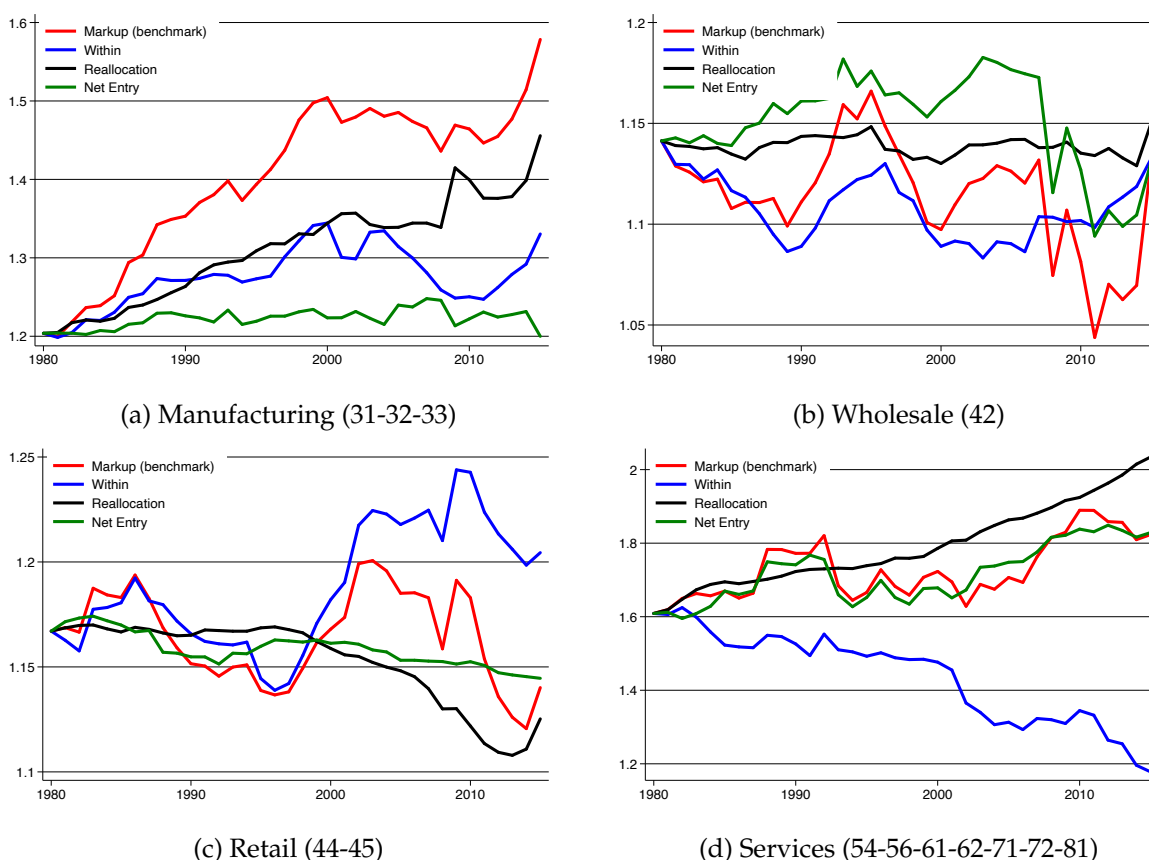 1.6
1.5
1.4
1.3
1.2
Markup (benchmark)
Within
Reallocation
Net Entry
1980
1990
2000
2010
(a) Manufacturing (31-32-33)
1.2
1.15
1.1
1.05
Markup (benchmark)
Within
Reallocation
Net Entry
1980
1990
2000
2010
(b) Wholesale (42)
1.25
1.2
1.15
1.1
Markup (benchmark)
Within
Reallocation
Net Entry
1980
1990
2000
2010
(c) Retail (44-45)
2
1.8
1.6
1.4
1.2
Markup (benchmark)
Within
Reallocation
Net Entry
1980
1990
2000
2010
(d) Services (54-56-61-62-71-72-81)